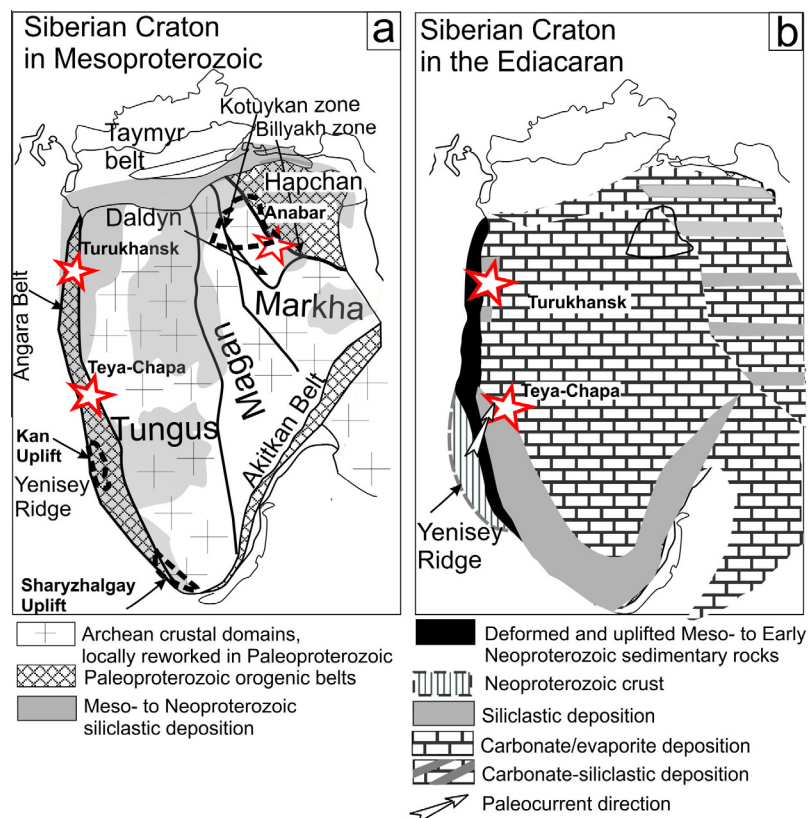 Siberian Craton
in Mesoproterozoic
a
Kotuykan zone
Billyakh zone
Taymyr
belt
Hapchan
Anabar
Daldyn
Turukhansk
Markha
Angara Belt
Magan
Teya-Chapa
Tungus
Akitkan Belt
Kan
Uplift
Yenisey
Ridge
Sharyzhalgay
Uplift
Archean crustal domains,
locally reworked in Paleoproterozoic
Paleoproterozoic orogenic belts
Meso- to Neoproterozoic
siliclastic deposition
Siberian Craton
in the Ediacaran
b
Turukhansk
Teya-Chapa
Yenisey
Ridge
Deformed and uplifted Meso- to Early
Neoproterozoic sedimentary rocks
Neoproterozoic crust
Siliclastic deposition
Carbonate/evaporite deposition
Carbonate-siliclastic deposition
Paleocurrent direction